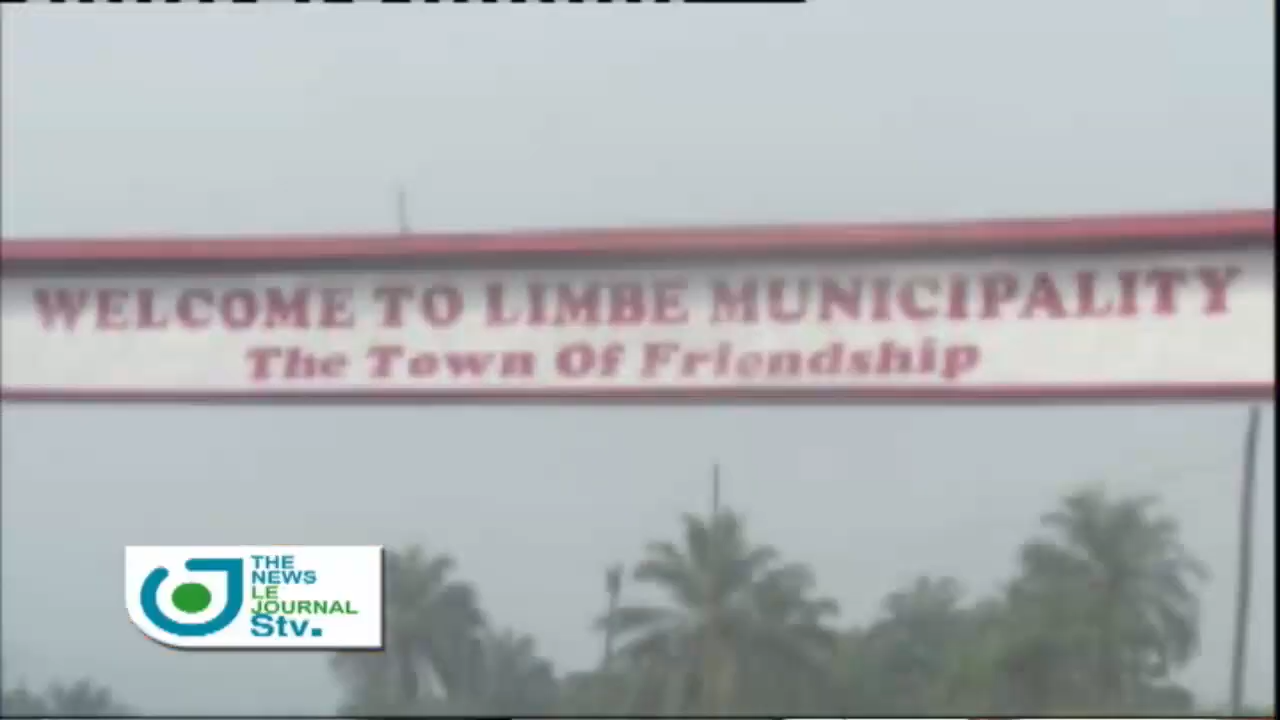 WELCOME TO LIMBE MUNICIPALITY
The Town Of Friendship
THE
NEWS
LE
JOURNAL
Stv.